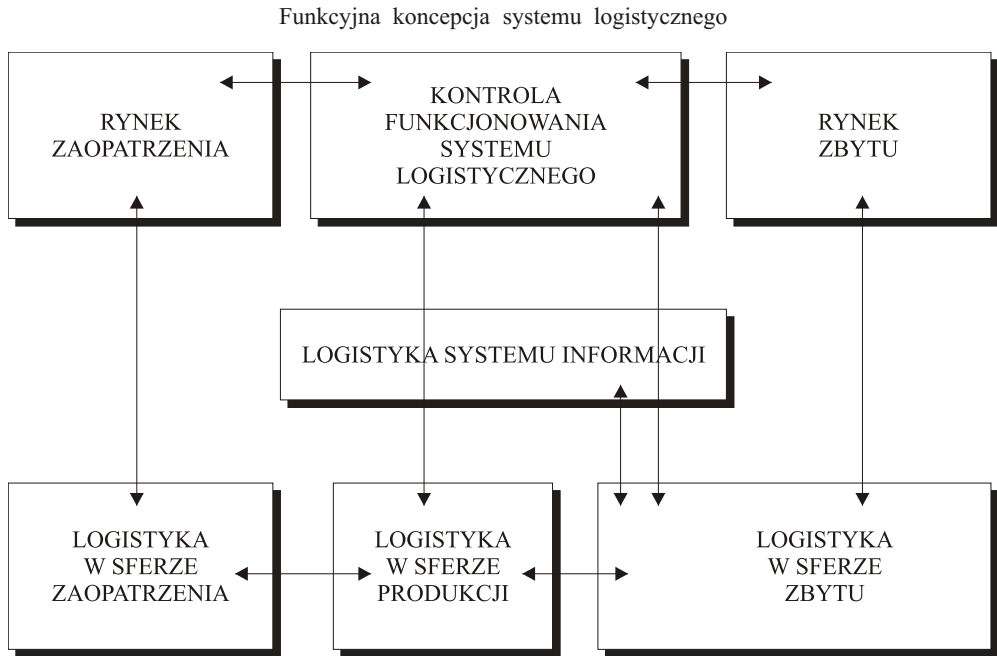 Funkcyjna koncepcja systemu logistycznego
RYNEK
ZAOPATRZENIA
KONTROLA
FUNKCJONOWANIA
SYSTEMU
LOGISTYCZNEGO
RYNEK
ZBYTU
LOGISTYKA SYSTEMU INFORMACJI
LOGISTYKA
W SFERZE
ZAOPATRZENIA
LOGISTYKA
W SFERZE
PRODUKCJI
LOGISTYKA
W SFERZE
ZBYTU